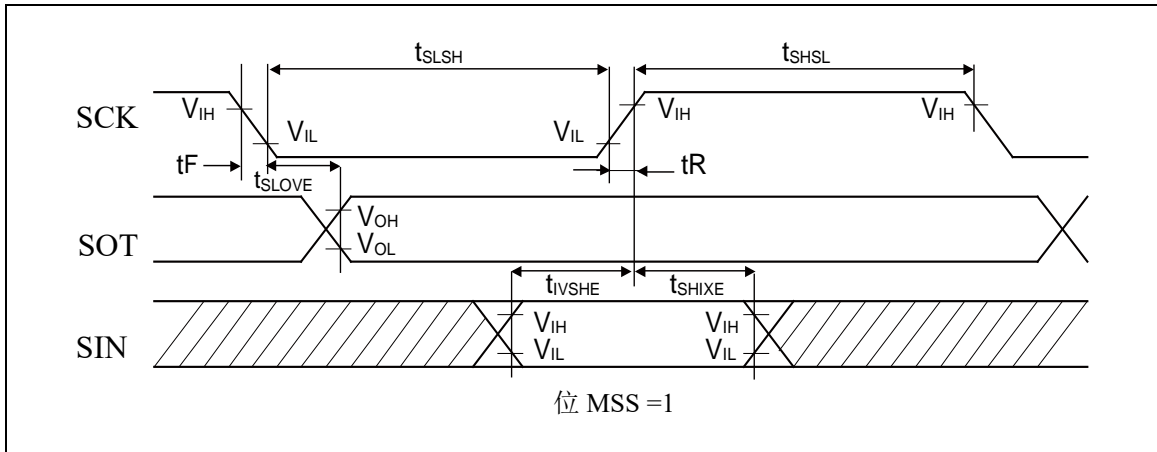 tSLSH
tSHSL
SCK
VIH
VIL
VIL
VIH
VIH
tF
tSLOVE
tR
SOT
VOH
VOL
tIVSHE
tSHIXE
SIN
VIH
VIL
VIH
VIL
位 MSS =1